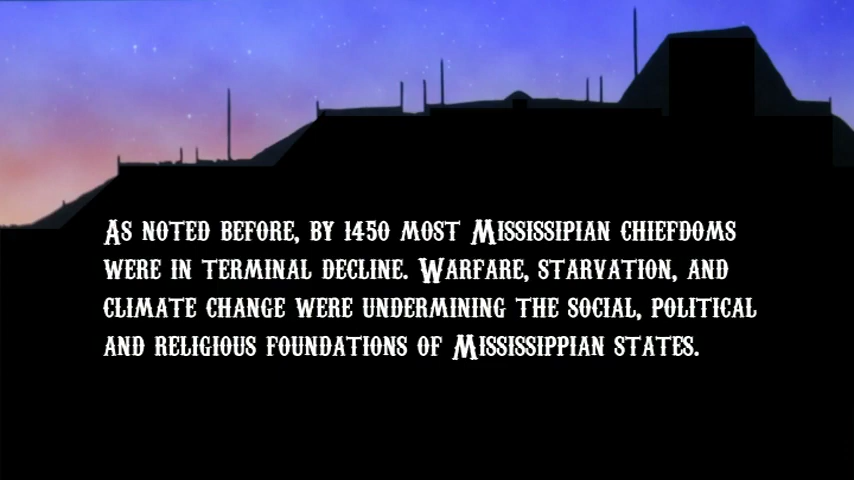 As noted before, by 1450 most Mississipian chiefdoms
were in terminal decline. Warfare, starvation, and
climate change were undermining the social, political
and religious foundations of Mississippian states.